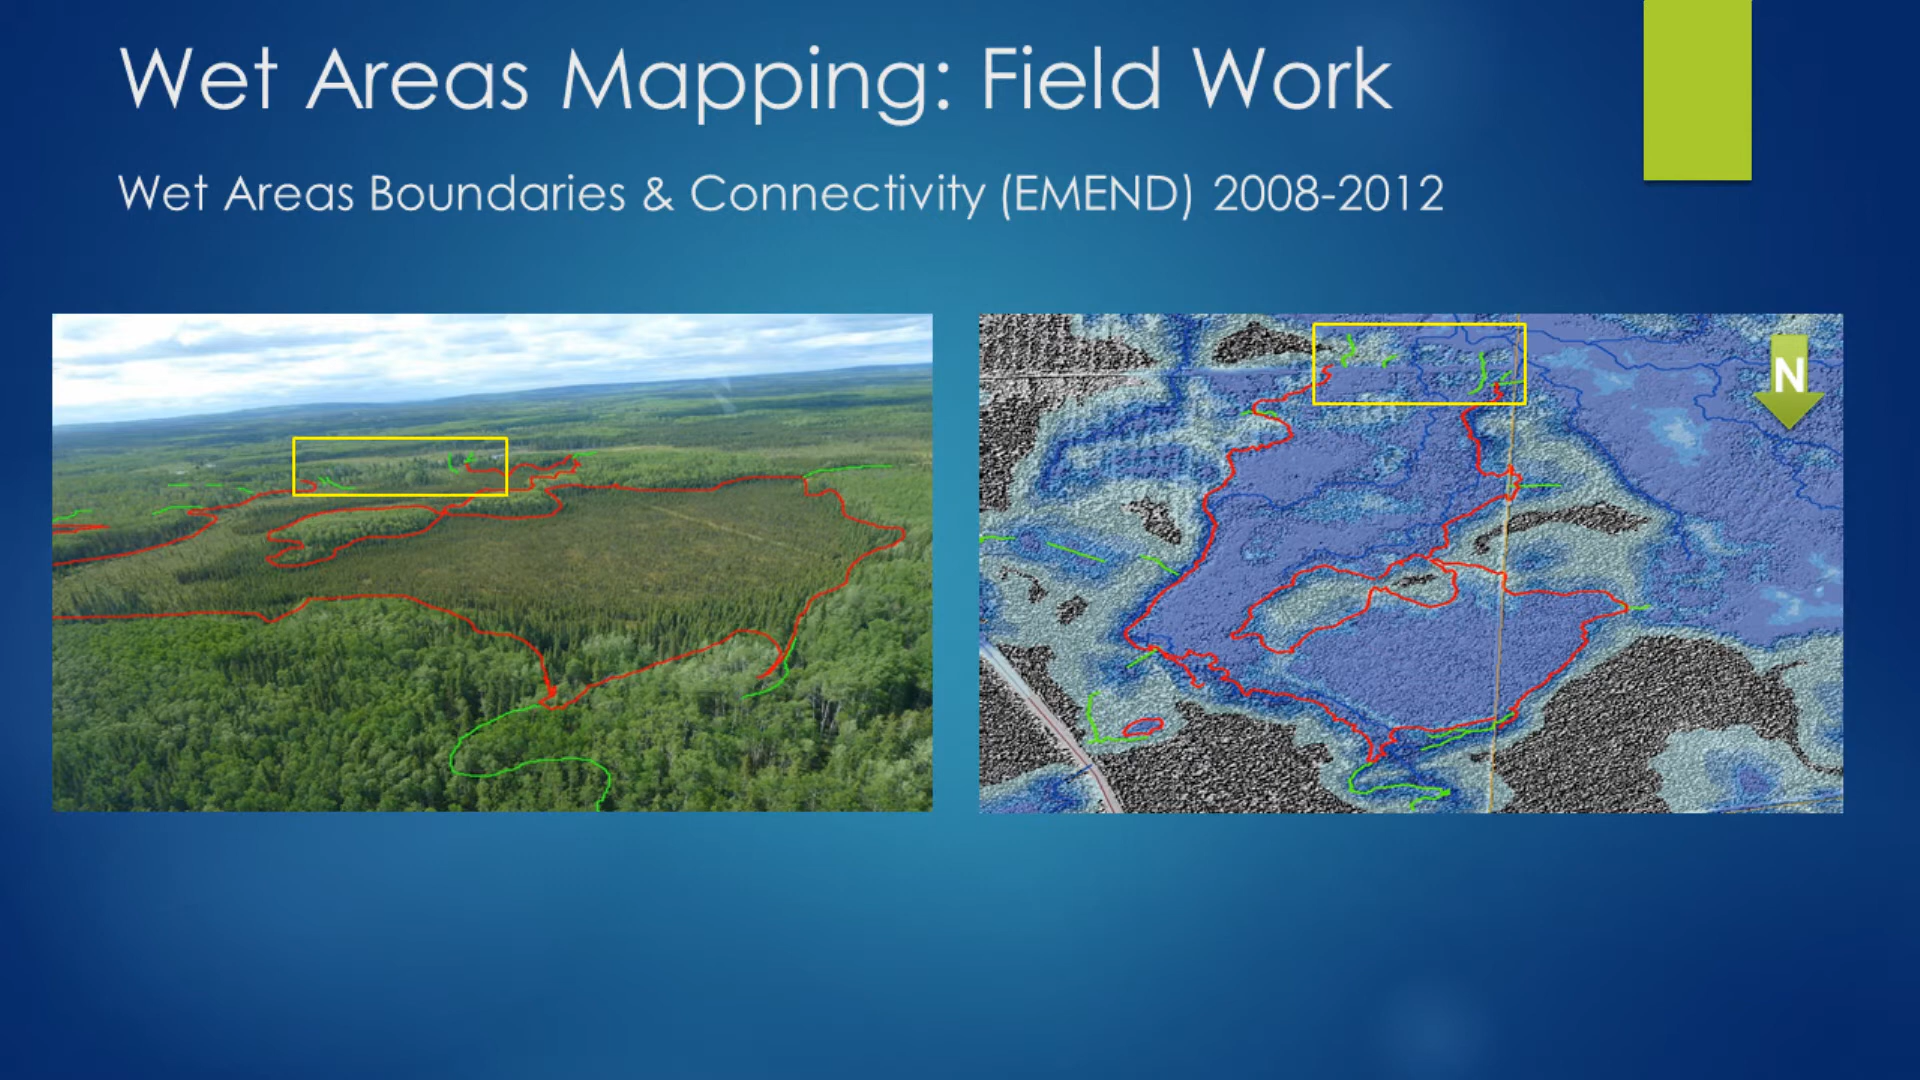 Wet Areas Mapping: Field Work
Wet Areas Boundaries & Connectivity (EMEND) 2008-2012
N